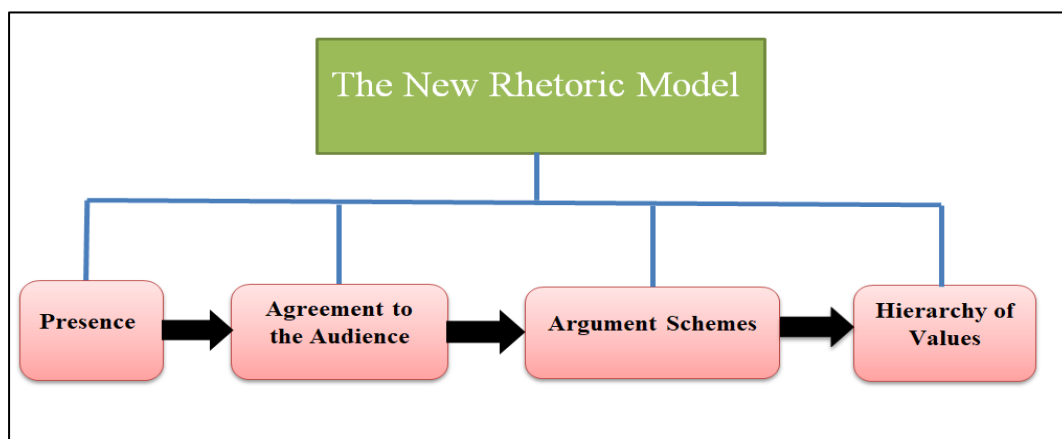 The New Rhetoric Model
Presence
Agreement to
the Audience
Argument Schemes
Hierarchy of
Values